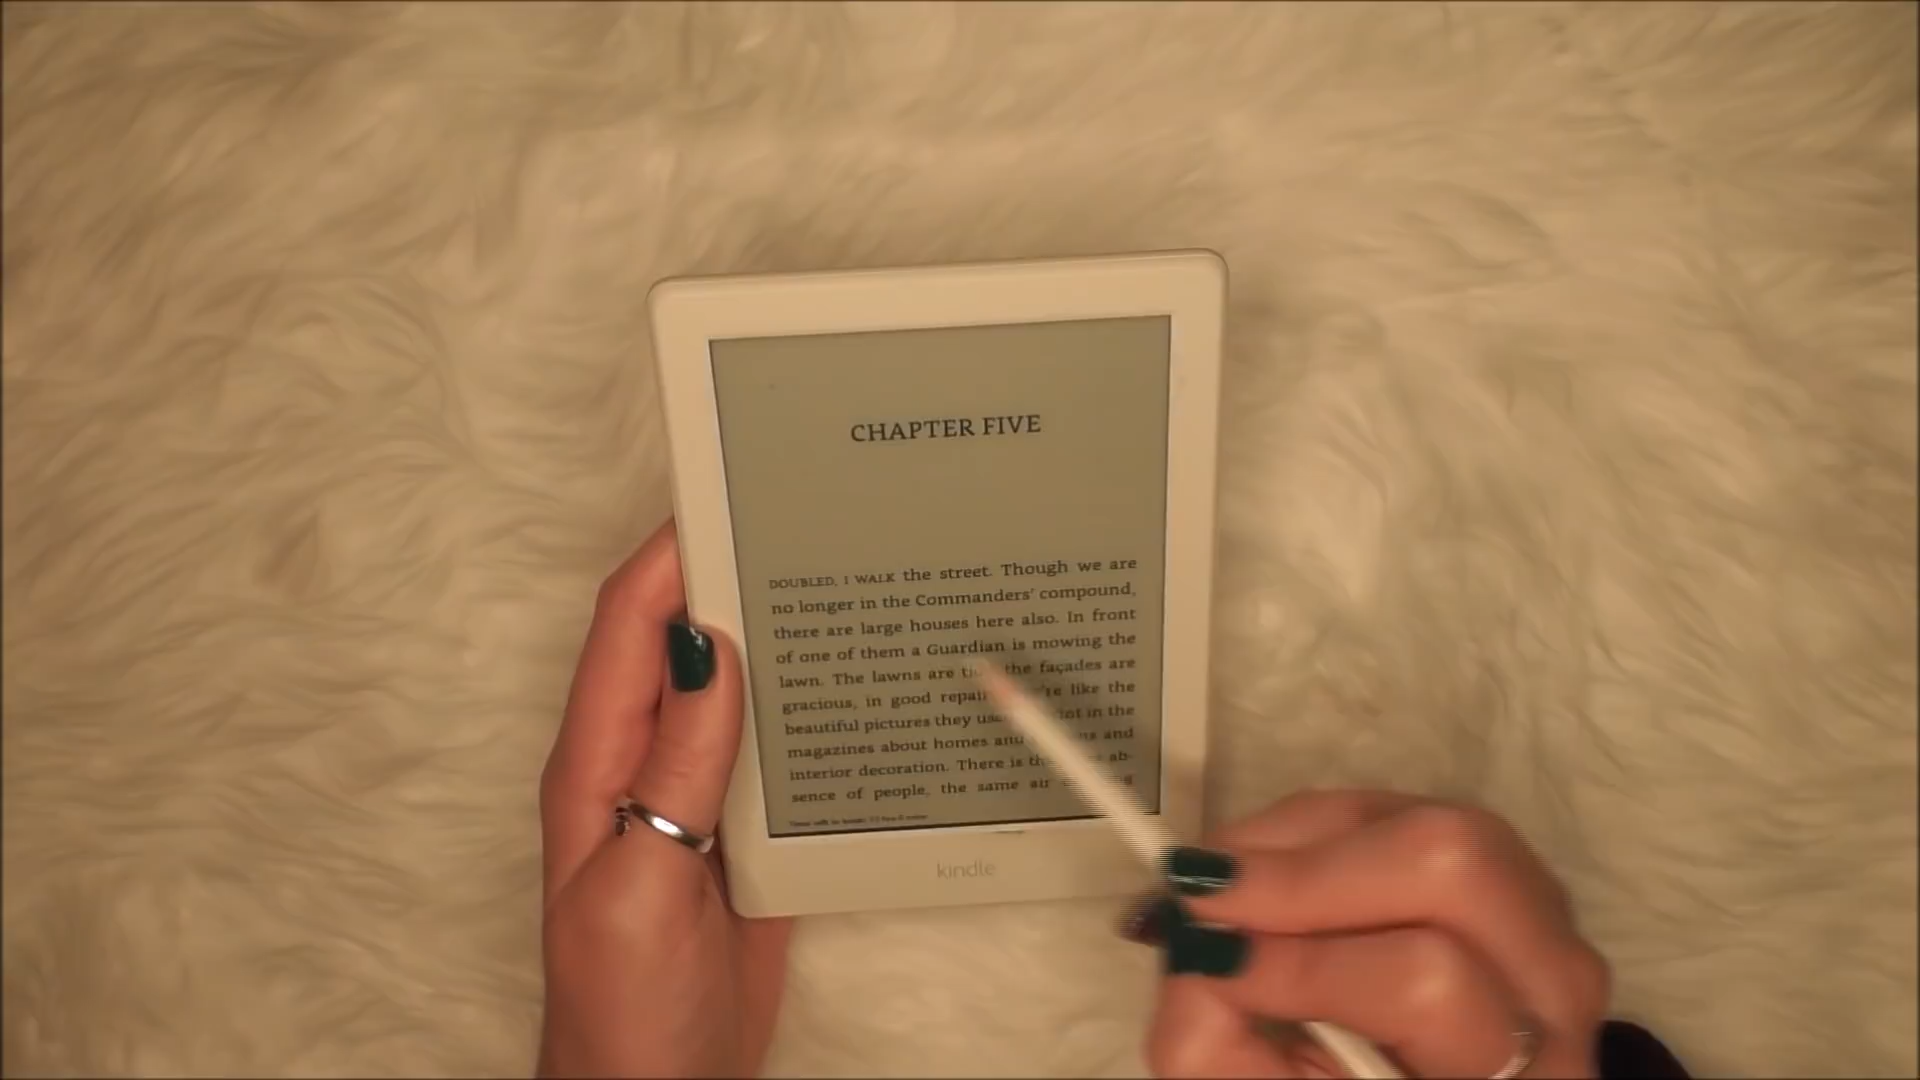 CHAPTER FIVE
DOUBLED, I WALK the street. Though we are
no longer in the Commanders' compound,
there are large houses here also. In front
of one of them a Guardian is mowing the
lawn. The lawns are the façades are
gracious, in good repair like the
beautiful pictures they in the
magazines about homes and and
interior decoration. There is ab-
sence of people, the same air
kindle